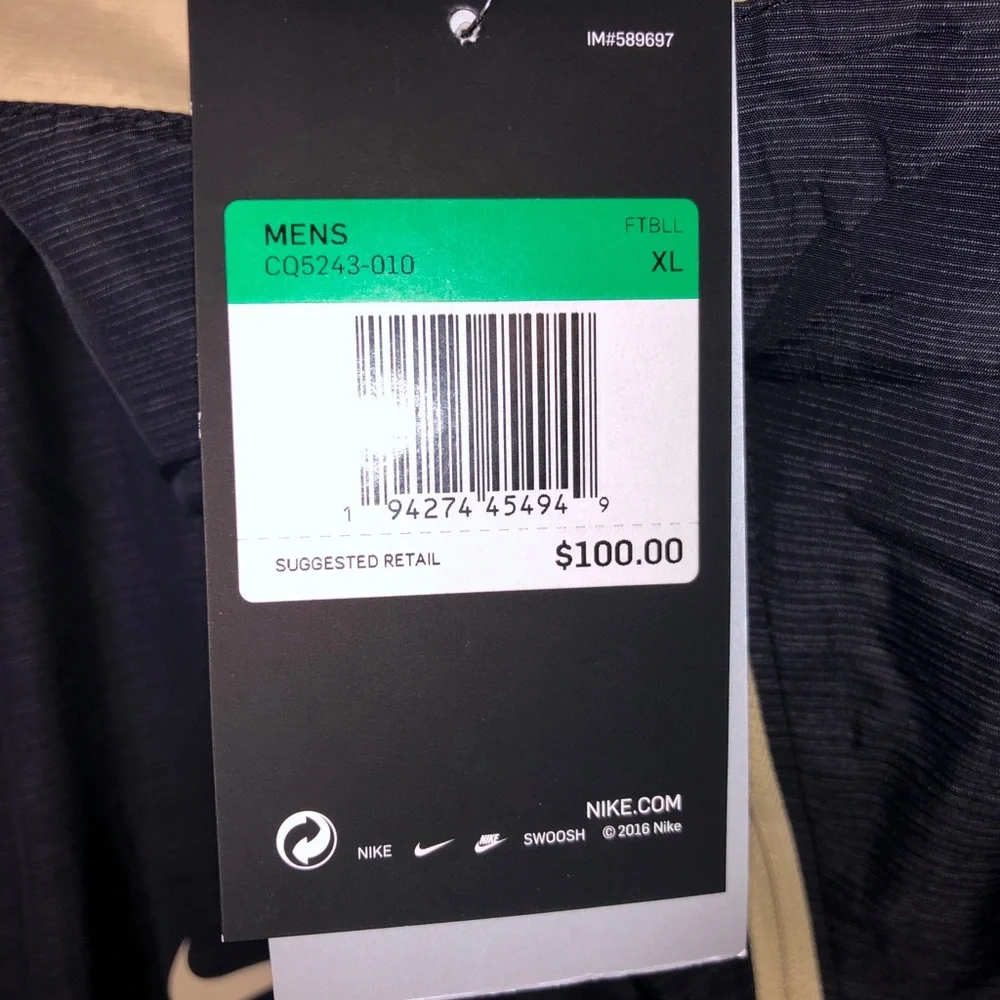 IM#589697
MENS
FTBLL
CQ5243-010
XL
1 94274 45494 9
SUGGESTED RETAIL $100.00
NIKE.COM
NIKE NIKE SWOOSH © 2016 Nike